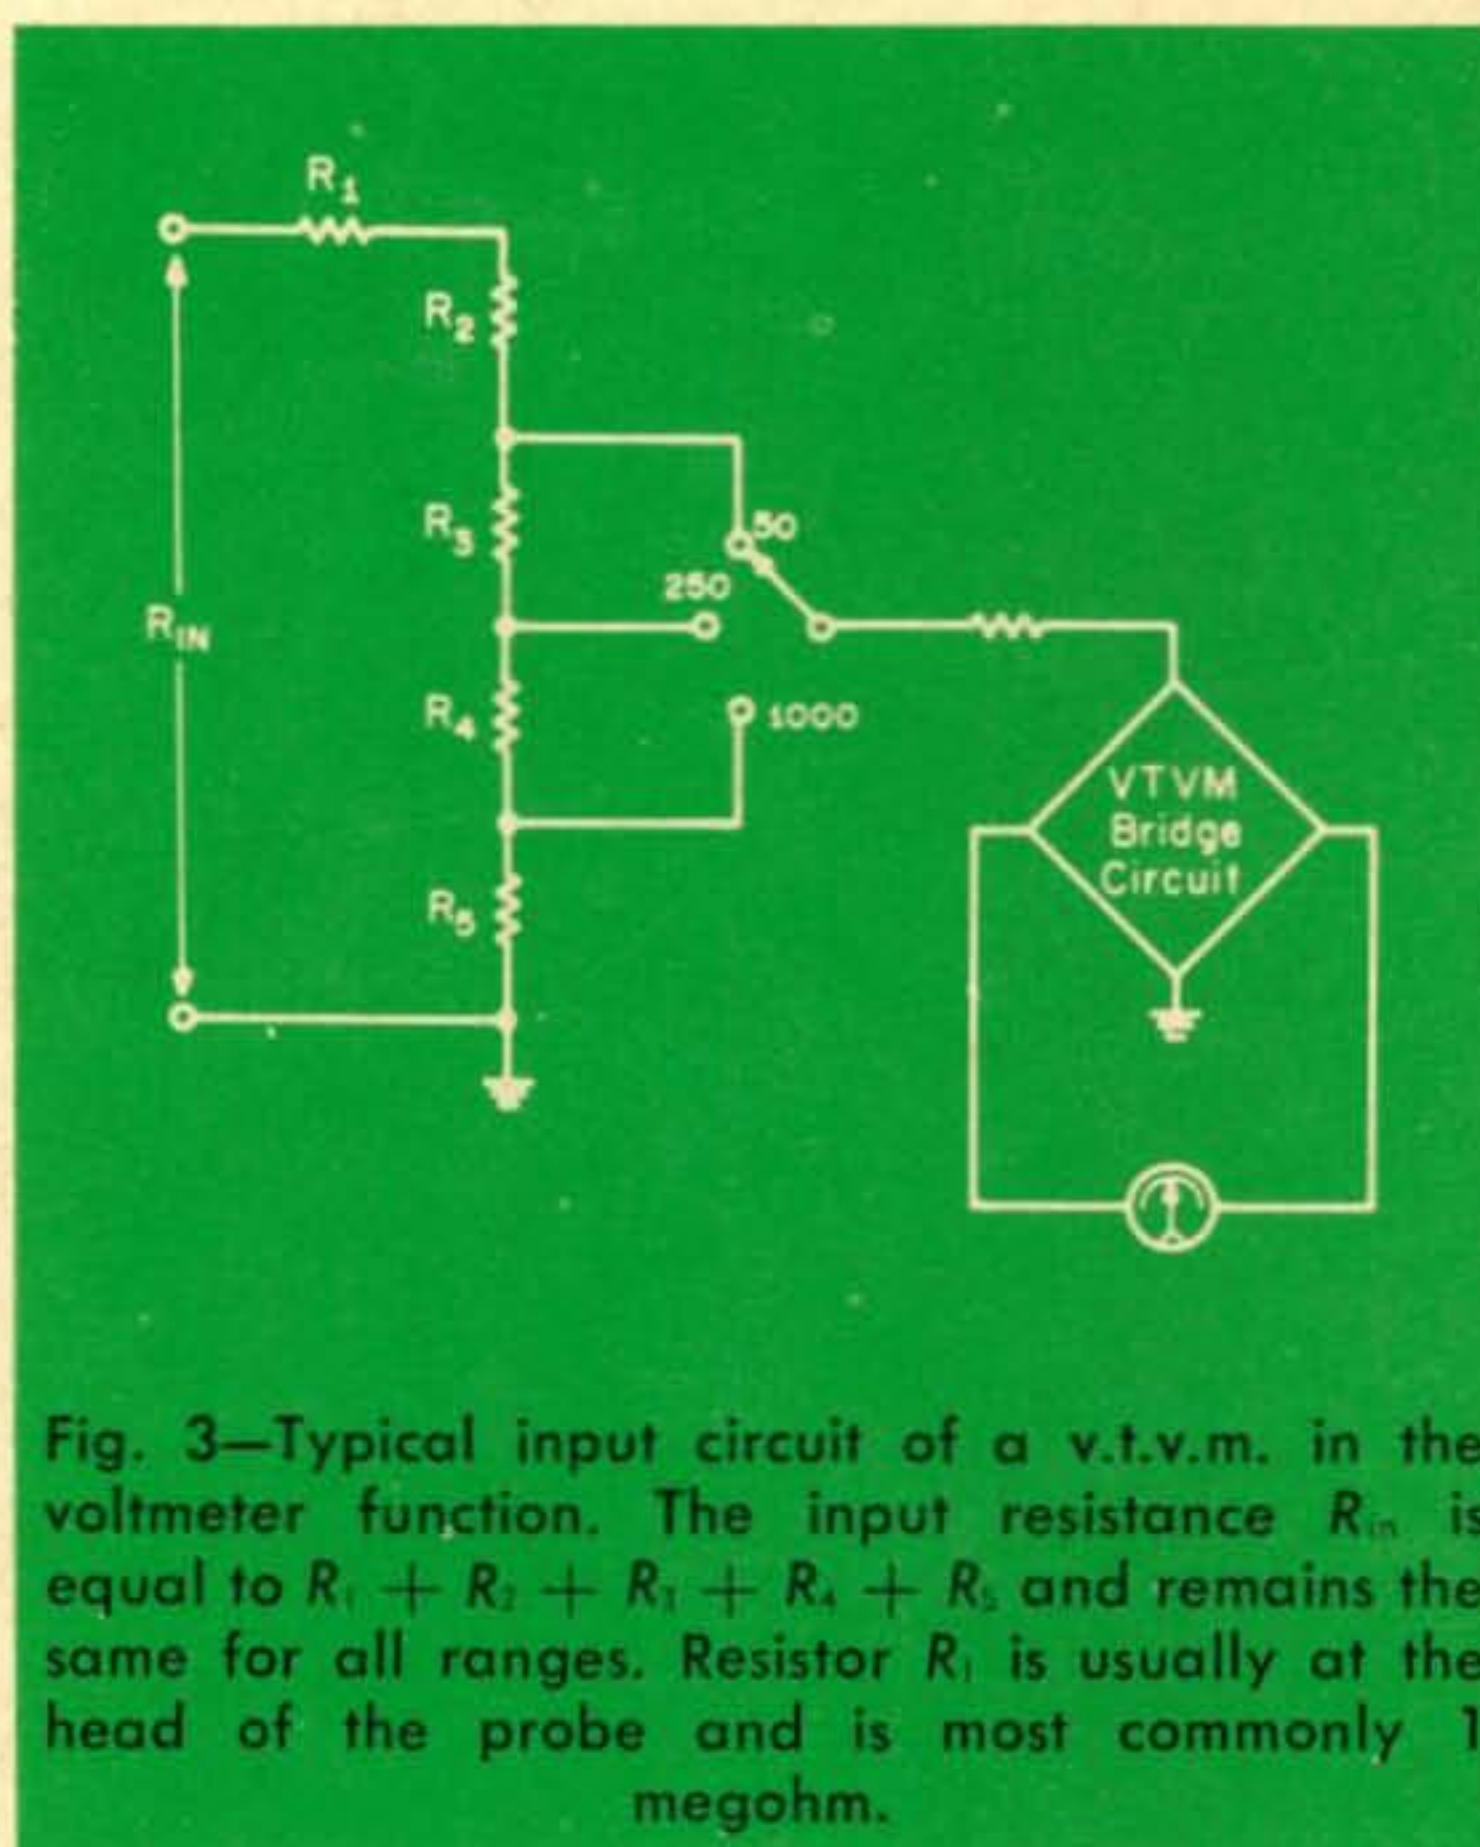 R1
R2
R3
50
250
RIN
R4
1000
VTVM
Bridge
Circuit
R5
Fig. 3—Typical input circuit of a v.t.v.m. in the
voltmeter function. The input resistance Rin is
equal to R1 + R2 + R3 + R4 + R5 and remains the
same for all ranges. Resistor R1 is usually at the
head of the probe and is most commonly 1
megohm.